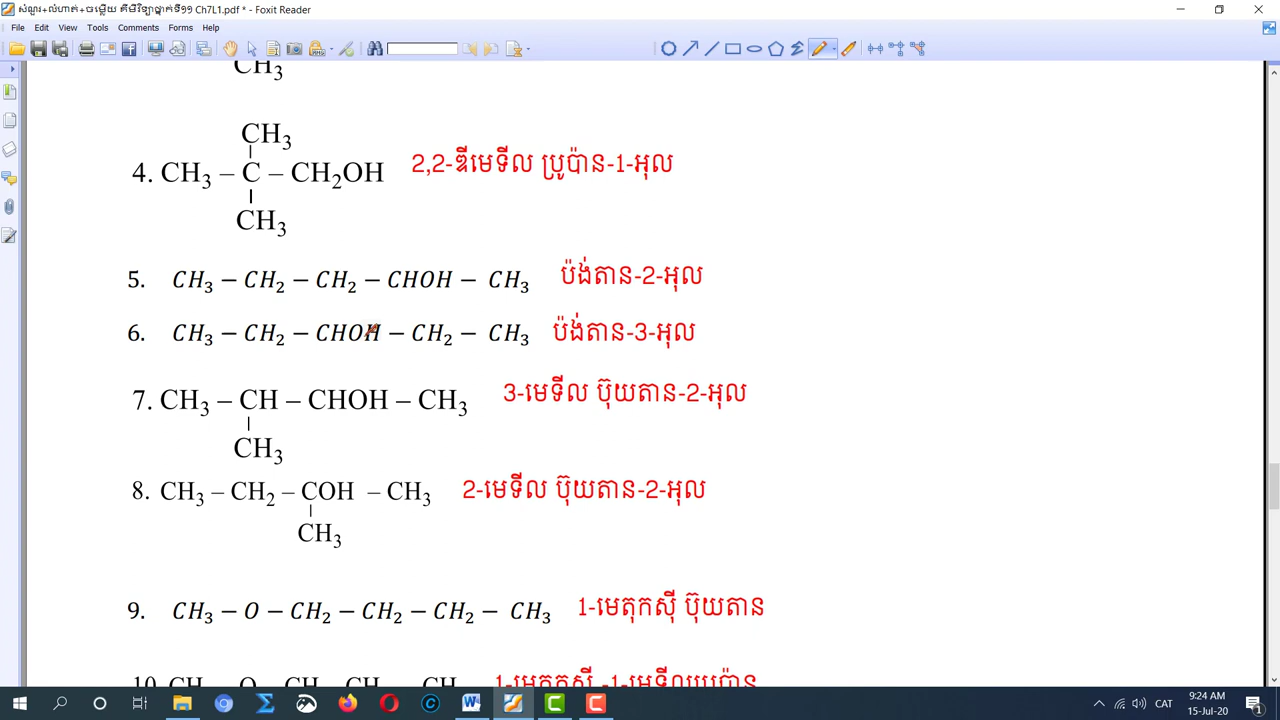 សំណួរ+លំហាត់+ចម្លើយ គីមីវិទ្យាថ្នាក់ទី១១ Ch7L1.pdf * - Foxit Reader
File Edit View Tools Comments Forms Help
CH3
CH3
4. CH3 – C – CH2OH 2,2-ឌីមេទីល ប្រូប៉ាន-1-អុល
CH3
5. CH3 − CH2 − CH2 − CHOH − CH3 ប៉ង់តាន-2-អុល
6. CH3 − CH2 − CHOH − CH2 − CH3 ប៉ង់តាន-3-អុល
7. CH3 – CH – CHOH – CH3 3-មេទីល ប៊ុយតាន-2-អុល
CH3
8. CH3 – CH2 – COH – CH3 2-មេទីល ប៊ុយតាន-2-អុល
CH3
9. CH3 − O − CH2 − CH2 − CH2 − CH3 1-មេតុកស៊ី ប៊ុយតាន
CAT
9:24 AM
15-Jul-20